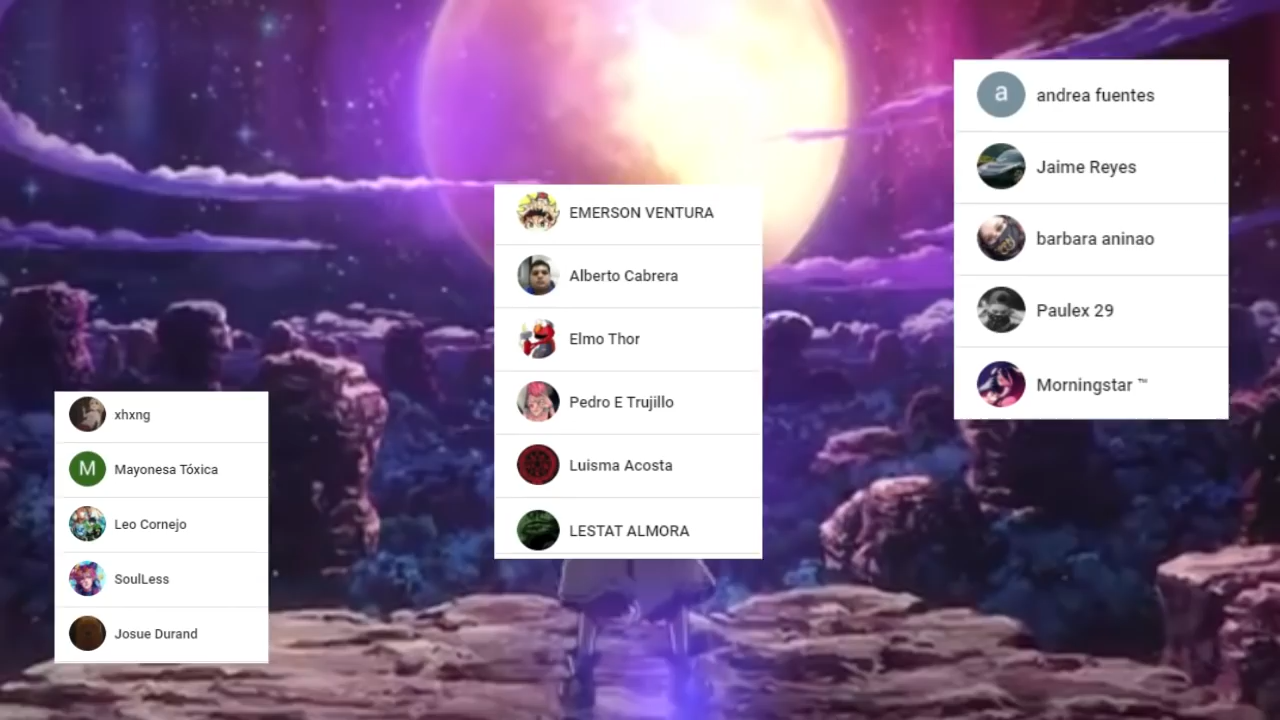 xhxng
M
Mayonesa Tóxica
Leo Cornejo
SoulLess
Josue Durand
EMERSON VENTURA
Alberto Cabrera
Elmo Thor
Pedro E Trujillo
Luisma Acosta
LESTAT ALMORA
a
andrea fuentes
Jaime Reyes
barbara aninao
Paulex 29
Morningstar ™